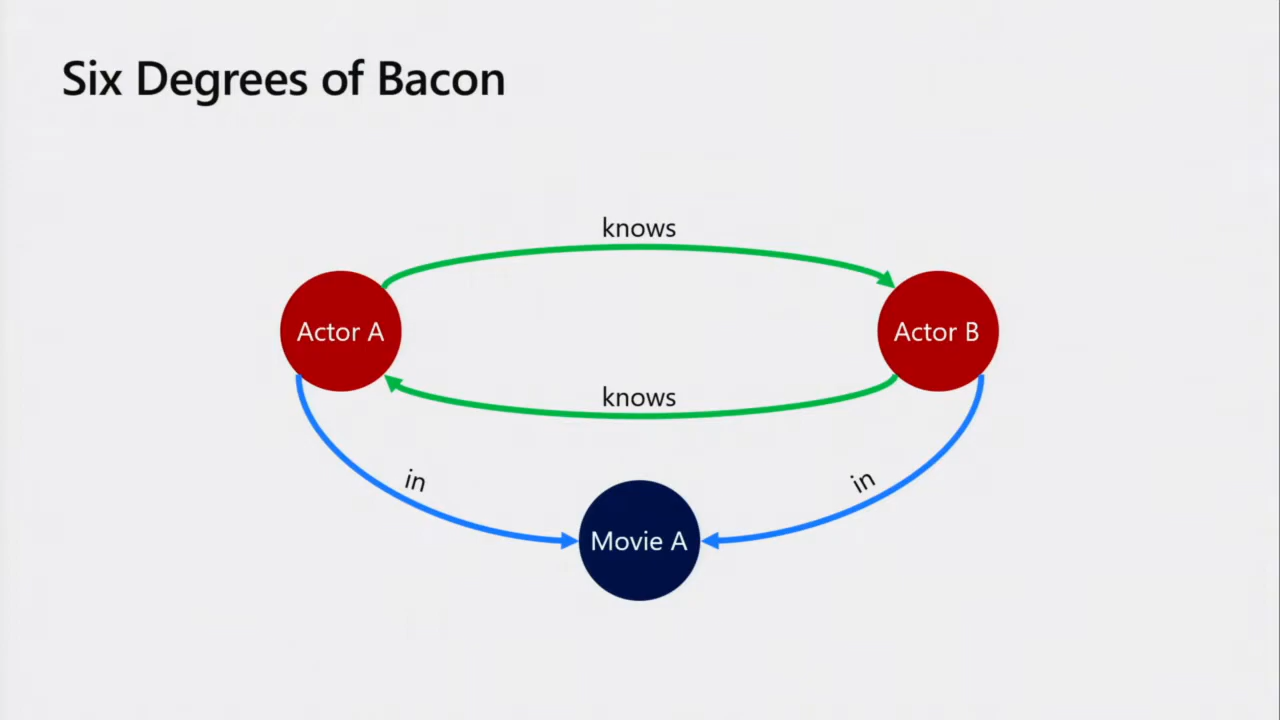 Six Degrees of Bacon
knows
Actor A
Actor B
knows
in
in
Movie A